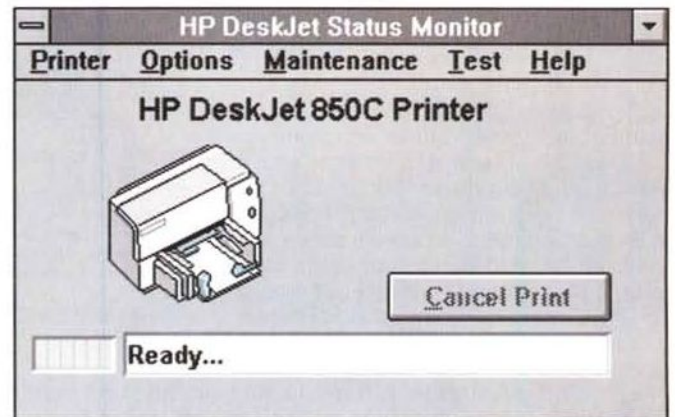 HP DeskJet Status Monitor
Printer Options Maintenance Test Help
HP DeskJet 850C Printer
Cancel Print
Ready...